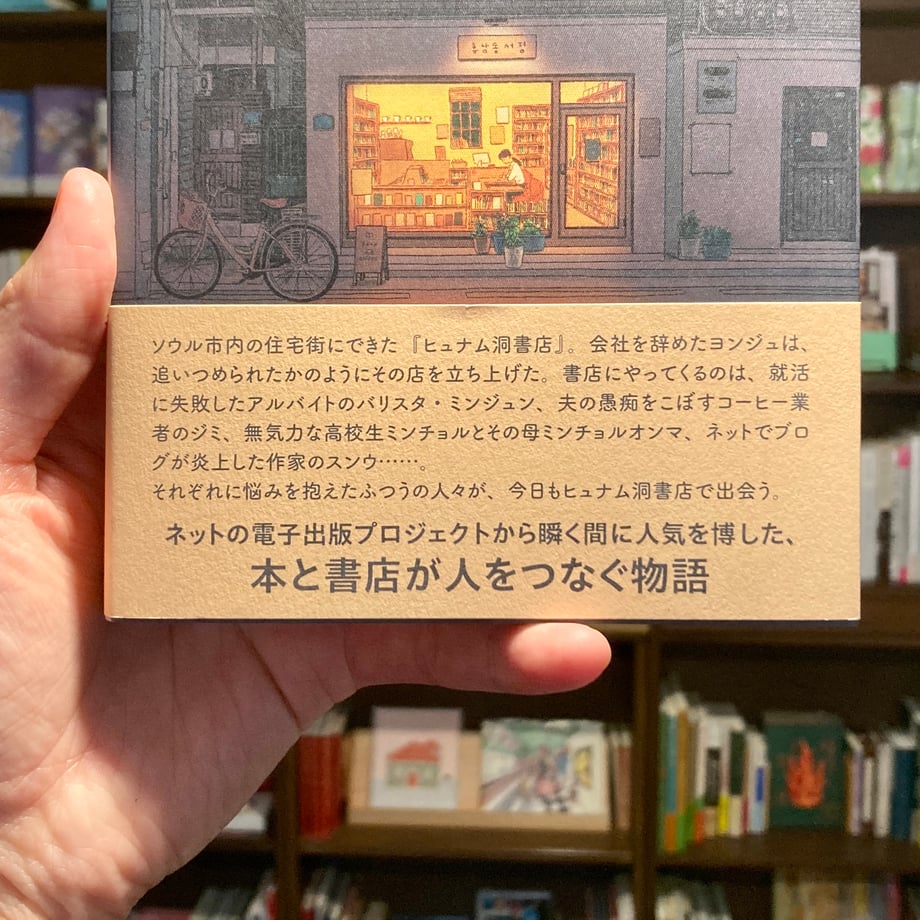 휴남동 서점
ソウル市内の住宅街にできた『ヒュナム洞書店』。会社を辞めたヨンジュは、
追いつめられたかのようにその店を立ち上げた。書店にやってくるのは、就活
に失敗したアルバイトのバリスタ・ミンジュン、夫の愚痴をこぼすコーヒー業
者のジミ、無気力な高校生ミンチョルとその母ミンチョルオンマ、ネットでブロ
グが炎上した作家のスンウ……。
それぞれに悩みを抱えたふつうの人々が、今日もヒュナム洞書店で出会う。
ネットの電子出版プロジェクトから瞬く間に人気を博した、
本と書店が人をつなぐ物語